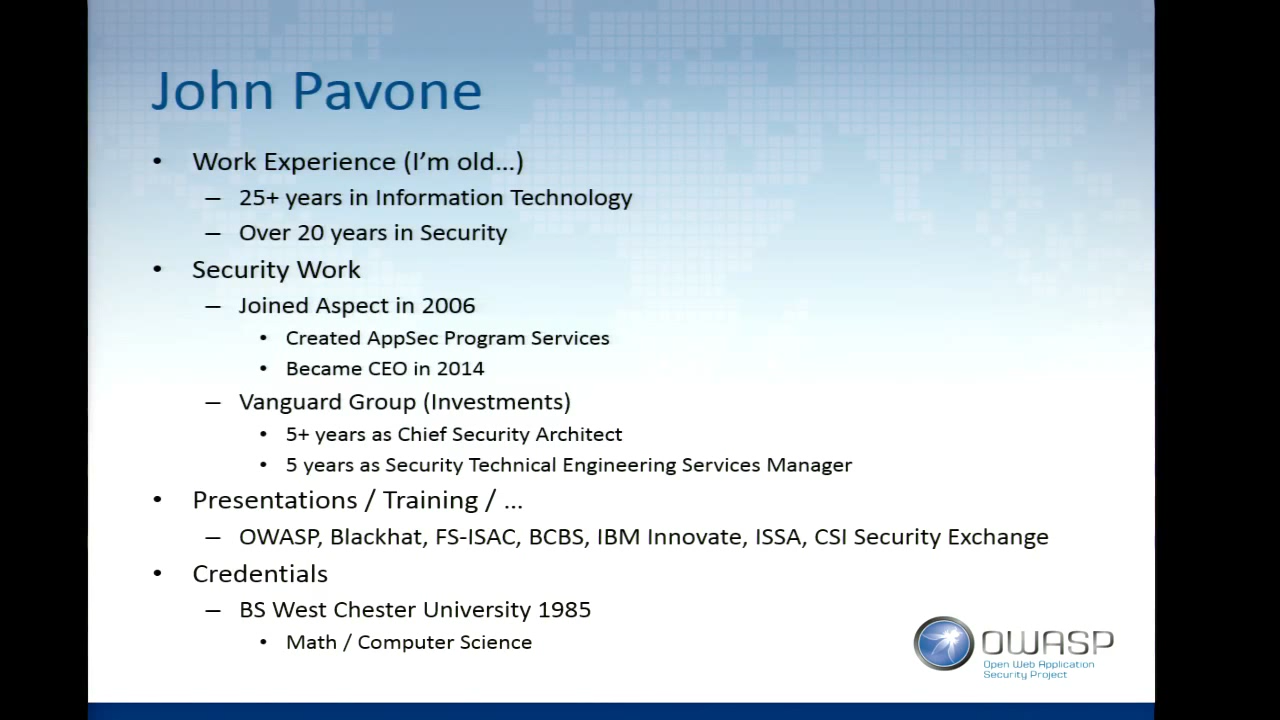 John Pavone
• Work Experience (I'm old...)
– 25+ years in Information Technology
– Over 20 years in Security
• Security Work
– Joined Aspect in 2006
• Created AppSec Program Services
• Became CEO in 2014
– Vanguard Group (Investments)
• 5+ years as Chief Security Architect
• 5 years as Security Technical Engineering Services Manager
• Presentations / Training / ...
– OWASP, Blackhat, FS-ISAC, BCBS, IBM Innovate, ISSA, CSI Security Exchange
• Credentials
– BS West Chester University 1985
• Math / Computer Science
OWASP
Open Web Application
Security Project